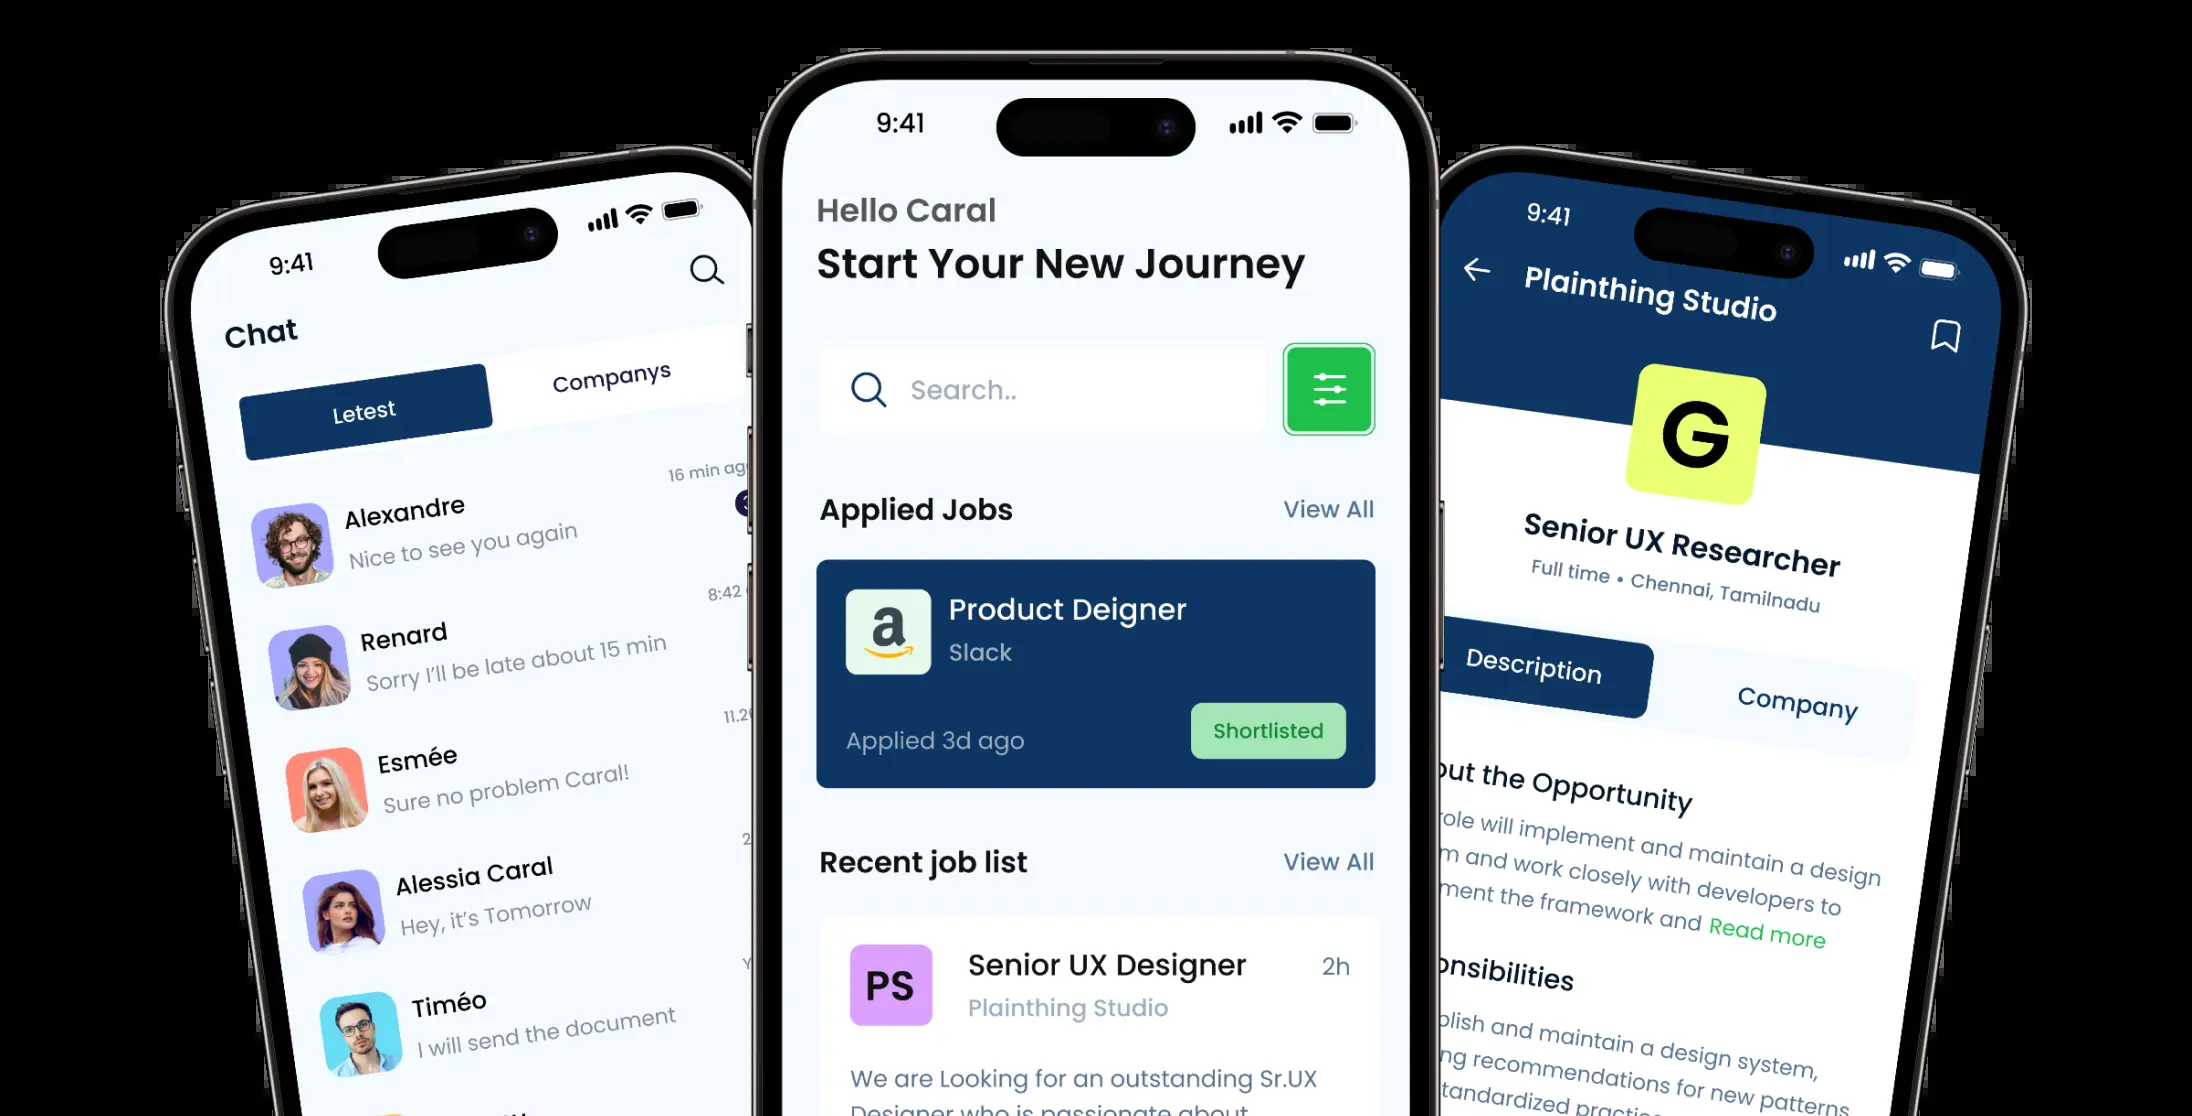 9:41
Chat
Letest
Companys
16 min ago
Alexandre
Nice to see you again
8:42
Renard
Sorry I'll be late about 15 min
11.20
Esmée
Sure no problem Caral!
Alessia Caral
Hey, it's Tomorrow
Timéo
I will send the document
9:41
Hello Caral
Start Your New Journey
Search..
Applied Jobs
View All
a
Product Deigner
Slack
Applied 3d ago
Shortlisted
Recent job list
View All
PS
Senior UX Designer
2h
Plainthing Studio
We are Looking for an outstanding Sr.UX
Designer who is passionate about
9:41
Plainthing Studio
G
Senior UX Researcher
Full time • Chennai, Tamilnadu
Description
Company
out the Opportunity
role will implement and maintain a design
m and work closely with developers to
ment the framework and Read more
onsibilities
blish and maintain a design system,
ng recommendations for new patterns
tandardized